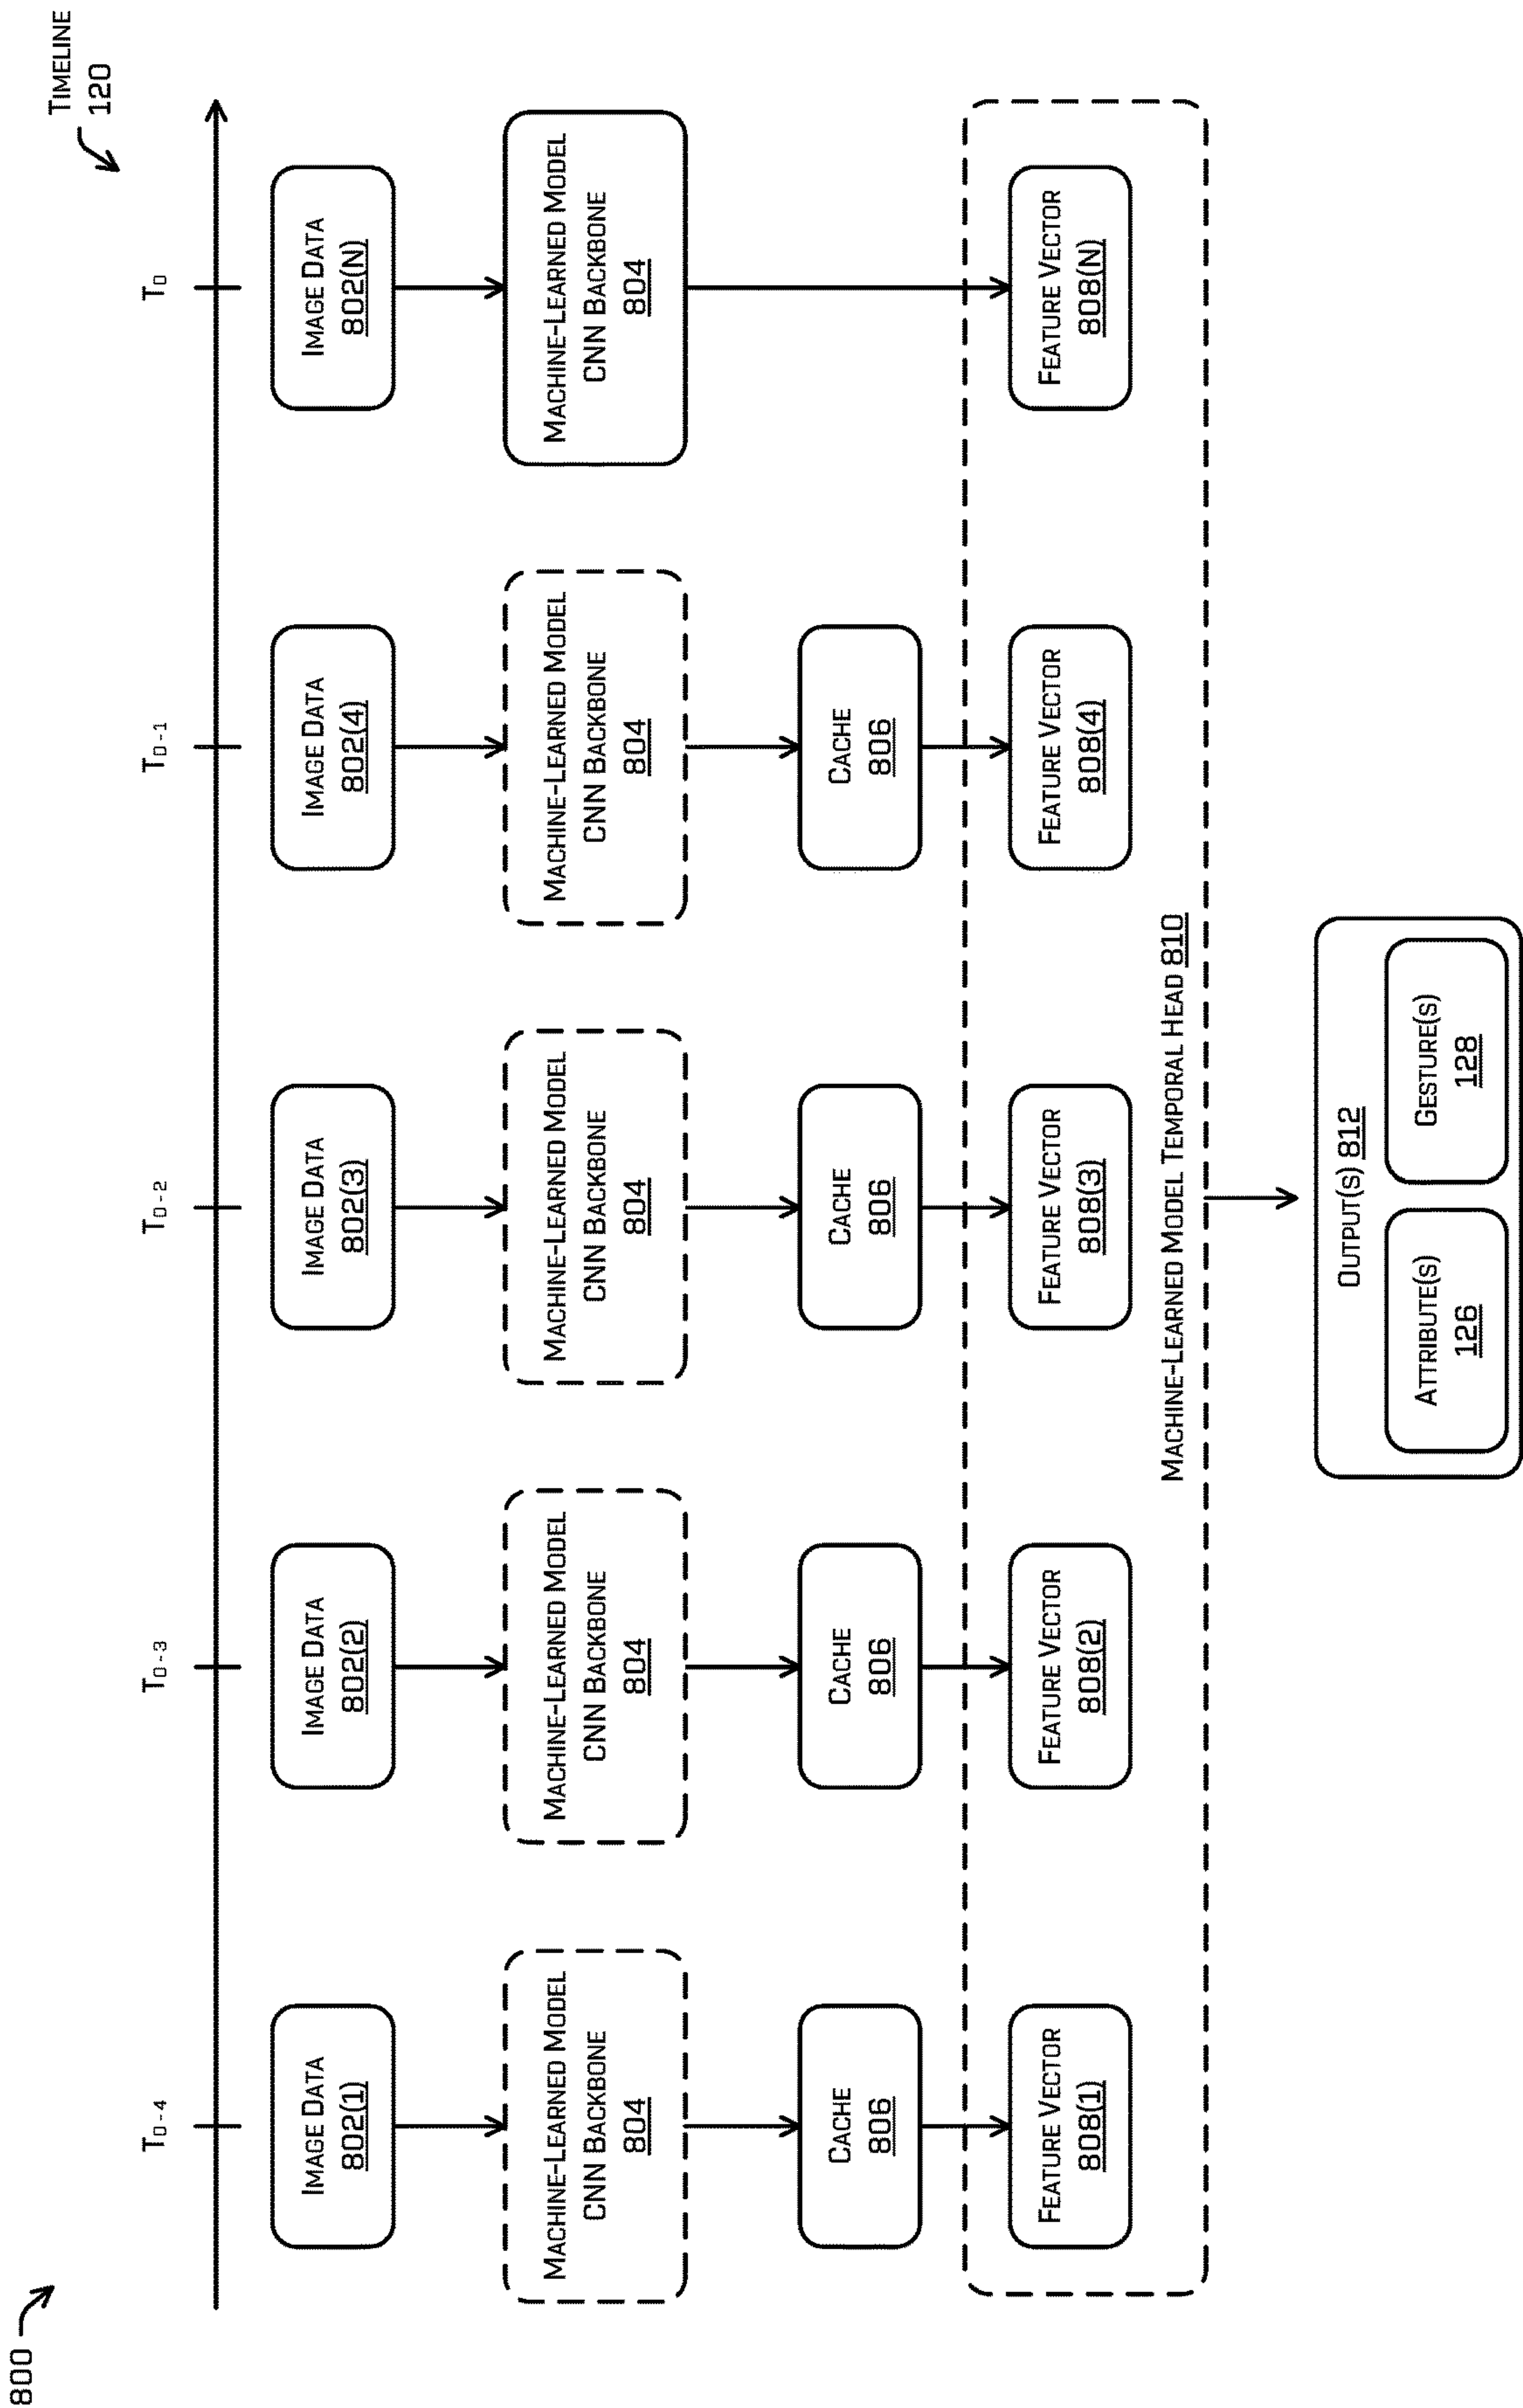 800
TIMELINE
120
T0-4
T0-3
T0-2
T0-1
T0
IMAGE DATA
802(1)
IMAGE DATA
802(2)
IMAGE DATA
802(3)
IMAGE DATA
802(4)
IMAGE DATA
802(N)
MACHINE-LEARNED MODEL
CNN BACKBONE
804
MACHINE-LEARNED MODEL
CNN BACKBONE
804
MACHINE-LEARNED MODEL
CNN BACKBONE
804
MACHINE-LEARNED MODEL
CNN BACKBONE
804
MACHINE-LEARNED MODEL
CNN BACKBONE
804
CACHE
806
CACHE
806
CACHE
806
CACHE
806
FEATURE VECTOR
808(1)
FEATURE VECTOR
808(2)
FEATURE VECTOR
808(3)
FEATURE VECTOR
808(4)
FEATURE VECTOR
808(N)
MACHINE-LEARNED MODEL TEMPORAL HEAD 810
OUTPUT(S) 812
ATTRIBUTE(S)
126
GESTURE(S)
128